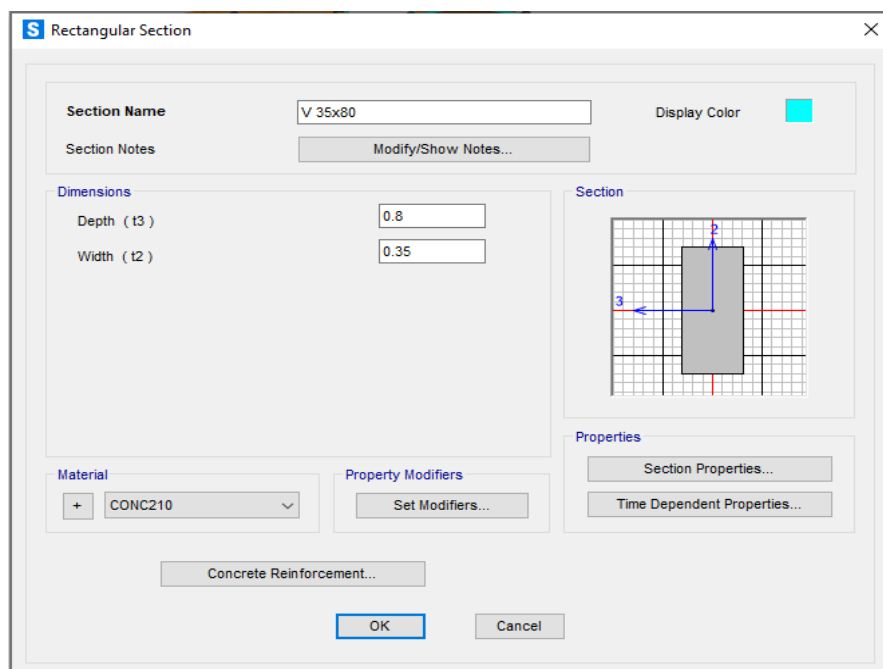 S Rectangular Section
Section Name V 35x80 Display Color
Section Notes Modify/Show Notes...
Dimensions
Depth ( t3 ) 0.8
Width ( t2 ) 0.35
Section
2
3
Properties
Section Properties...
Time Dependent Properties...
Material
+ CONC210
Property Modifiers
Set Modifiers...
Concrete Reinforcement...
OK Cancel